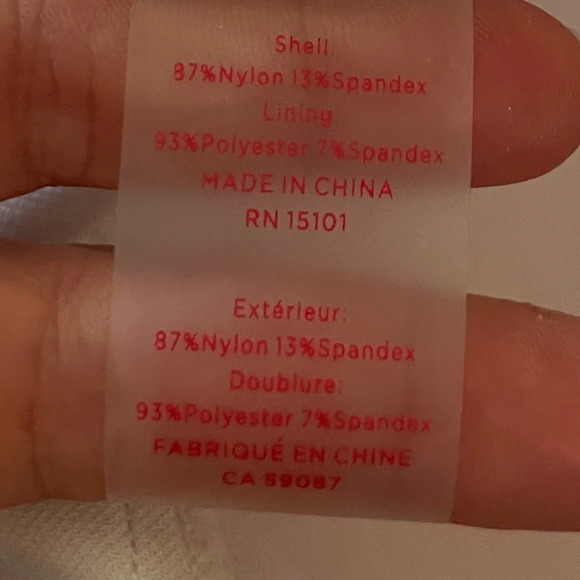 Shell:
87%Nylon 13%Spandex
Lining:
93%Polyester 7%Spandex
MADE IN CHINA
RN 15101
Extérieur:
87%Nylon 13%Spandex
Doublure:
93%Polyester 7%Spandex
FABRIQUÉ EN CHINE
CA 59087